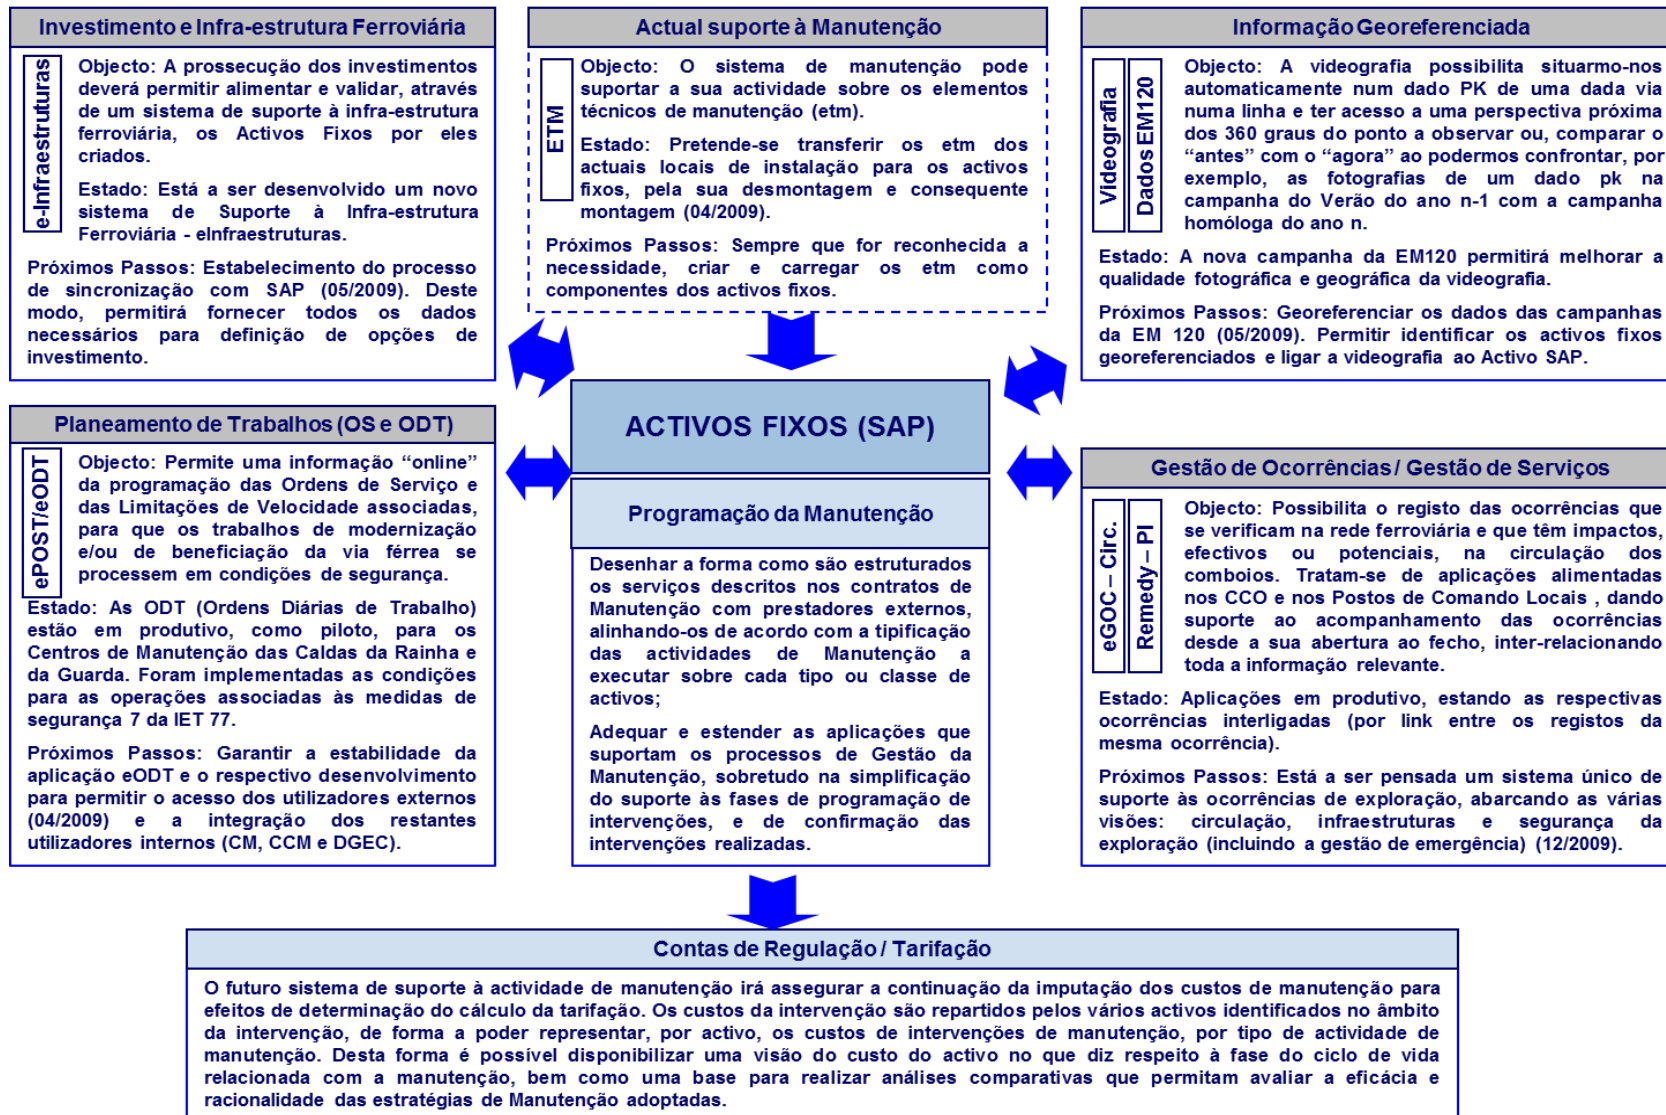 Investimento e Infra-estrutura Ferroviária
e-Infraestruturas
Objecto: A prossecução dos investimentos
deverá permitir alimentar e validar, através
de um sistema de suporte à infra-estrutura
ferroviária, os Activos Fixos por eles
criados.
Estado: Está a ser desenvolvido um novo
sistema de Suporte à Infra-estrutura
Ferroviária - eInfraestruturas.
Próximos Passos: Estabelecimento do processo
de sincronização com SAP (05/2009). Deste
modo, permitirá fornecer todos os dados
necessários para definição de opções de
investimento.
Actual suporte à Manutenção
ETM
Objecto: O sistema de manutenção pode
suportar a sua actividade sobre os elementos
técnicos de manutenção (etm).
Estado: Pretende-se transferir os etm dos
actuais locais de instalação para os activos
fixos, pela sua desmontagem e consequente
montagem (04/2009).
Próximos Passos: Sempre que for reconhecida a
necessidade, criar e carregar os etm como
componentes dos activos fixos.
Informação Georeferenciada
Videografia
Dados EM120
Objecto: A videografia possibilita situarmo-nos
automaticamente num dado PK de uma dada via
numa linha e ter acesso a uma perspectiva próxima
dos 360 graus do ponto a observar ou, comparar o
“antes” com o “agora” ao podermos confrontar, por
exemplo, as fotografias de um dado pk na
campanha do Verão do ano n-1 com a campanha
homóloga do ano n.
Estado: A nova campanha da EM120 permitirá melhorar a
qualidade fotográfica e geográfica da videografia.
Próximos Passos: Georeferenciar os dados das campanhas
da EM 120 (05/2009). Permitir identificar os activos fixos
georeferenciados e ligar a videografia ao Activo SAP.
Planeamento de Trabalhos (OS e ODT)
ePOST/eODT
Objecto: Permite uma informação “online”
da programação das Ordens de Serviço e
das Limitações de Velocidade associadas,
para que os trabalhos de modernização
e/ou de beneficiação da via férrea se
processem em condições de segurança.
Estado: As ODT (Ordens Diárias de Trabalho)
estão em produtivo, como piloto, para os
Centros de Manutenção das Caldas da Rainha e
da Guarda. Foram implementadas as condições
para as operações associadas às medidas de
segurança 7 da IET 77.
Próximos Passos: Garantir a estabilidade da
aplicação eODT e o respectivo desenvolvimento
para permitir o acesso dos utilizadores externos
(04/2009) e a integração dos restantes
utilizadores internos (CM, CCM e DGEC).
ACTIVOS FIXOS (SAP)
Programação da Manutenção
Desenhar a forma como são estruturados
os serviços descritos nos contratos de
Manutenção com prestadores externos,
alinhando-os de acordo com a tipificação
das actividades de Manutenção a
executar sobre cada tipo ou classe de
activos;
Adequar e estender as aplicações que
suportam os processos de Gestão da
Manutenção, sobretudo na simplificação
do suporte às fases de programação de
intervenções, e de confirmação das
intervenções realizadas.
Gestão de Ocorrências / Gestão de Serviços
eGOC – Circ.
Remedy – PI
Objecto: Possibilita o registo das ocorrências que
se verificam na rede ferroviária e que têm impactos,
efectivos ou potenciais, na circulação dos
comboios. Tratam-se de aplicações alimentadas
nos CCO e nos Postos de Comando Locais , dando
suporte ao acompanhamento das ocorrências
desde a sua abertura ao fecho, inter-relacionando
toda a informação relevante.
Estado: Aplicações em produtivo, estando as respectivas
ocorrências interligadas (por link entre os registos da
mesma ocorrência).
Próximos Passos: Está a ser pensada um sistema único de
suporte às ocorrências de exploração, abarcando as várias
visões: circulação, infraestruturas e segurança da
exploração (incluindo a gestão de emergência) (12/2009).
Contas de Regulação / Tarifação
O futuro sistema de suporte à actividade de manutenção irá assegurar a continuação da imputação dos custos de manutenção para
efeitos de determinação do cálculo da tarifação. Os custos da intervenção são repartidos pelos vários activos identificados no âmbito
da intervenção, de forma a poder representar, por activo, os custos de intervenções de manutenção, por tipo de actividade de
manutenção. Desta forma é possível disponibilizar uma visão do custo do activo no que diz respeito à fase do ciclo de vida
relacionada com a manutenção, bem como uma base para realizar análises comparativas que permitam avaliar a eficácia e
racionalidade das estratégias de Manutenção adoptadas.